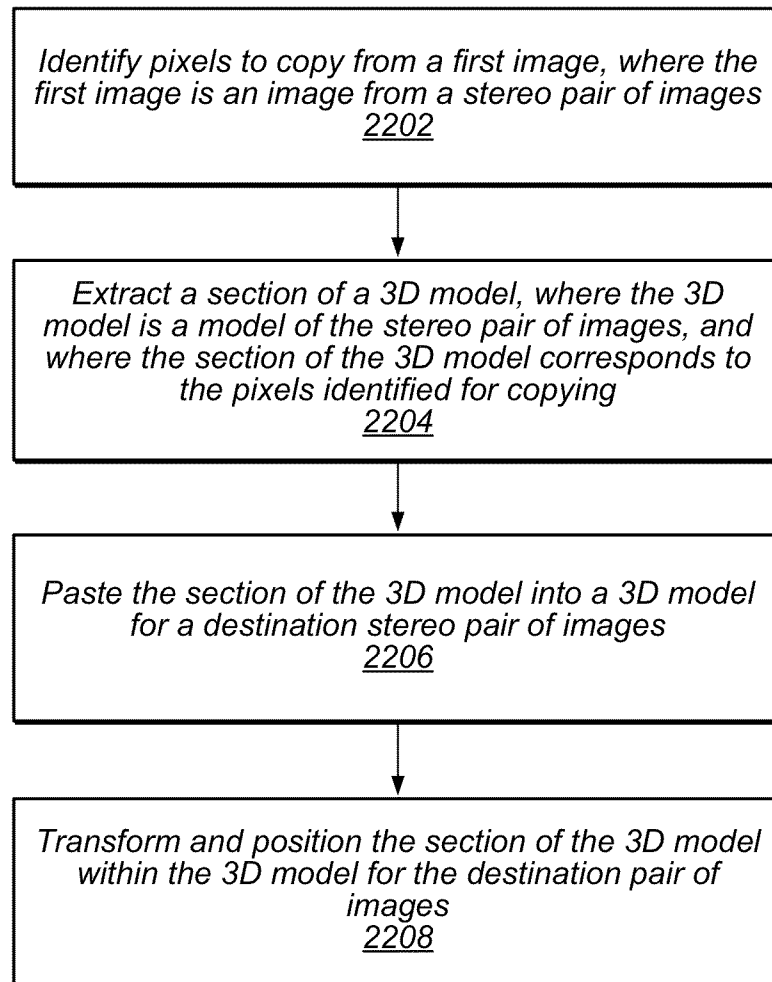 Identify pixels to copy from a first image, where the
first image is an image from a stereo pair of images
2202
Extract a section of a 3D model, where the 3D
model is a model of the stereo pair of images, and
where the section of the 3D model corresponds to
the pixels identified for copying
2204
Paste the section of the 3D model into a 3D model
for a destination stereo pair of images
2206
Transform and position the section of the 3D model
within the 3D model for the destination pair of
images
2208